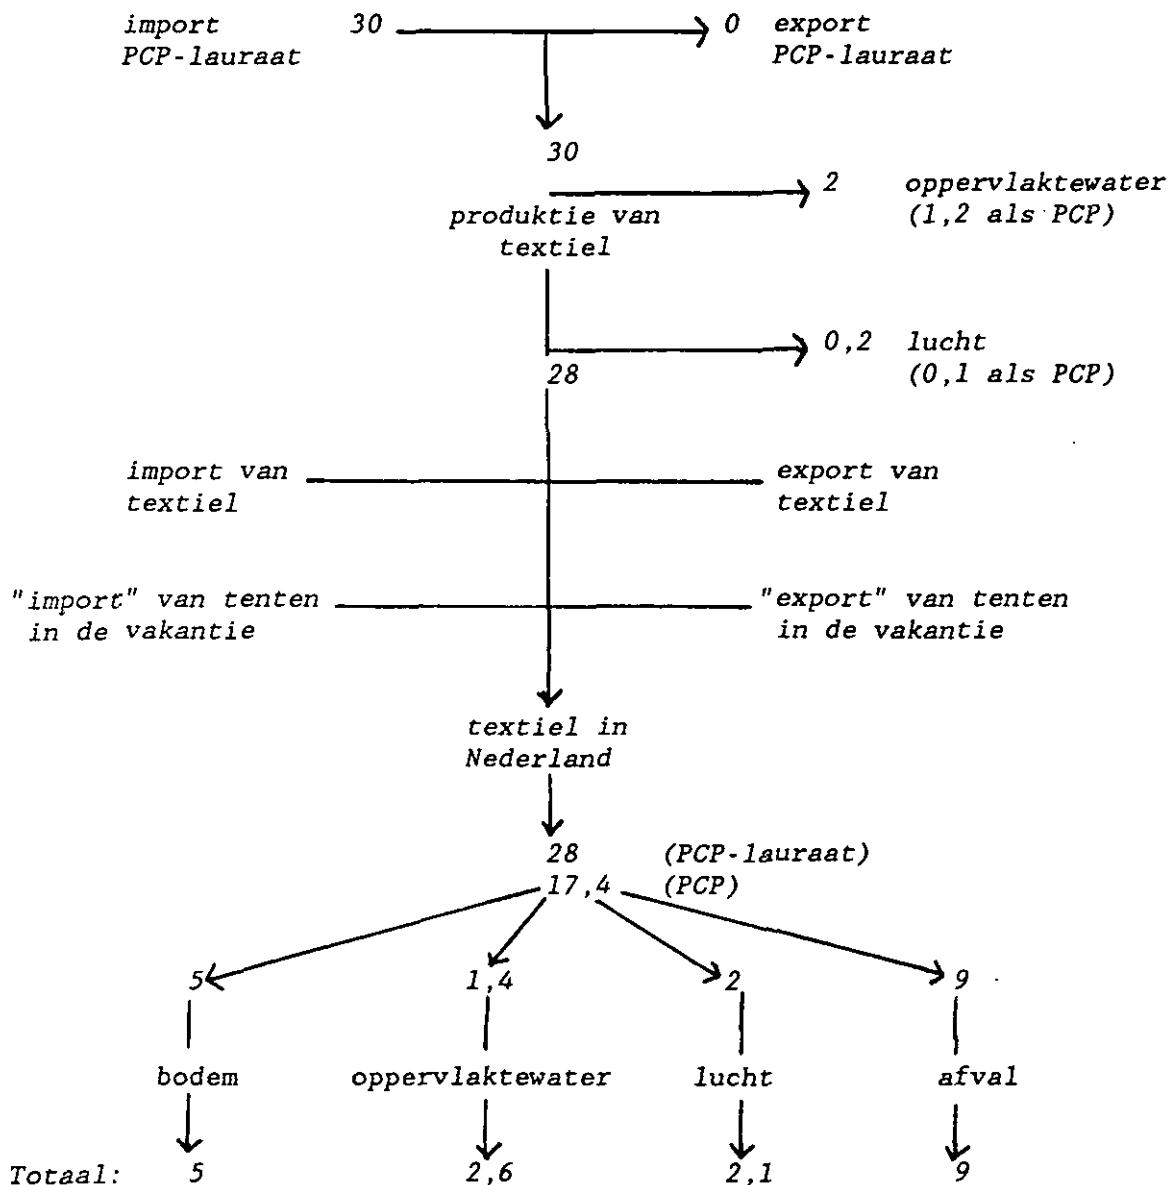 import 30 0 export
PCP-lauraat PCP-lauraat
30
2 oppervlaktewater
produktie van (1,2 als PCP)
textiel
0,2 lucht
28 (0,1 als PCP)
import van export van
textiel textiel
"import" van tenten "export" van tenten
in de vakantie in de vakantie
textiel in
Nederland
28 (PCP-lauraat)
17,4 (PCP)
5 1,4 2 9
bodem oppervlaktewater lucht afval
Totaal: 5 2,6 2,1 9